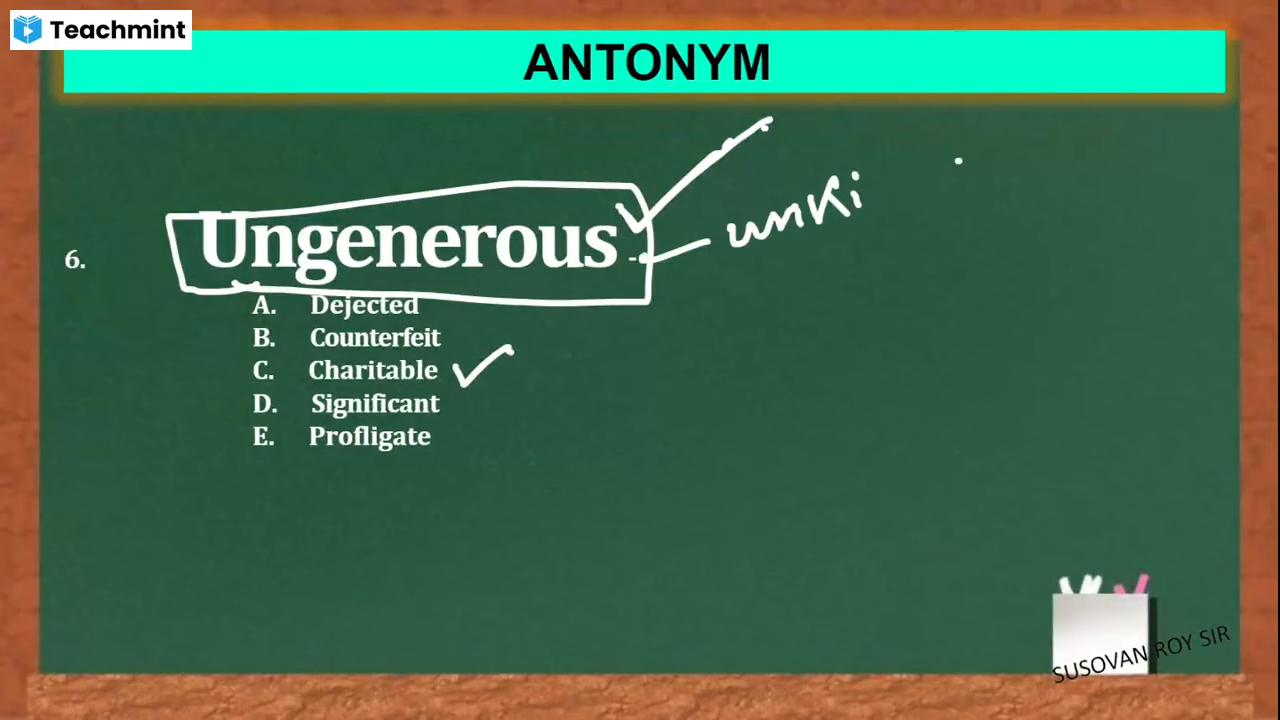 Teachmint
ANTONYM
6. Ungenerous -
unki
A. Dejected
B. Counterfeit
C. Charitable
D. Significant
E. Profligate
SUSOVAN ROY SIR